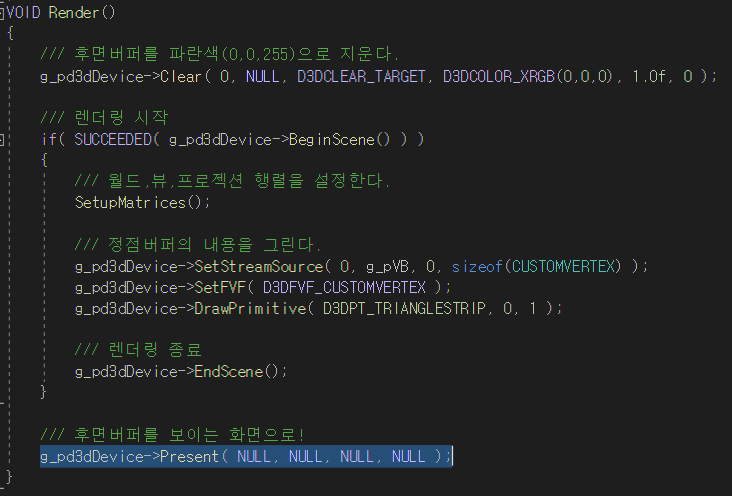 VOID Render()
{
/// 후면버퍼를 파란색(0,0,255)으로 지운다.
g_pd3dDevice->Clear( 0, NULL, D3DCLEAR_TARGET, D3DCOLOR_XRGB(0,0,0), 1.0f, 0 );
/// 렌더링 시작
if( SUCCEEDED( g_pd3dDevice->BeginScene() ) )
{
/// 월드,뷰,프로젝션 행렬을 설정한다.
SetupMatrices();
/// 정점버퍼의 내용을 그린다.
g_pd3dDevice->SetStreamSource( 0, g_pVB, 0, sizeof(CUSTOMVERTEX) );
g_pd3dDevice->SetFVF( D3DFVF_CUSTOMVERTEX );
g_pd3dDevice->DrawPrimitive( D3DPT_TRIANGLESTRIP, 0, 1 );
/// 렌더링 종료
g_pd3dDevice->EndScene();
}
/// 후면버퍼를 보이는 화면으로!
g_pd3dDevice->Present( NULL, NULL, NULL, NULL );
}